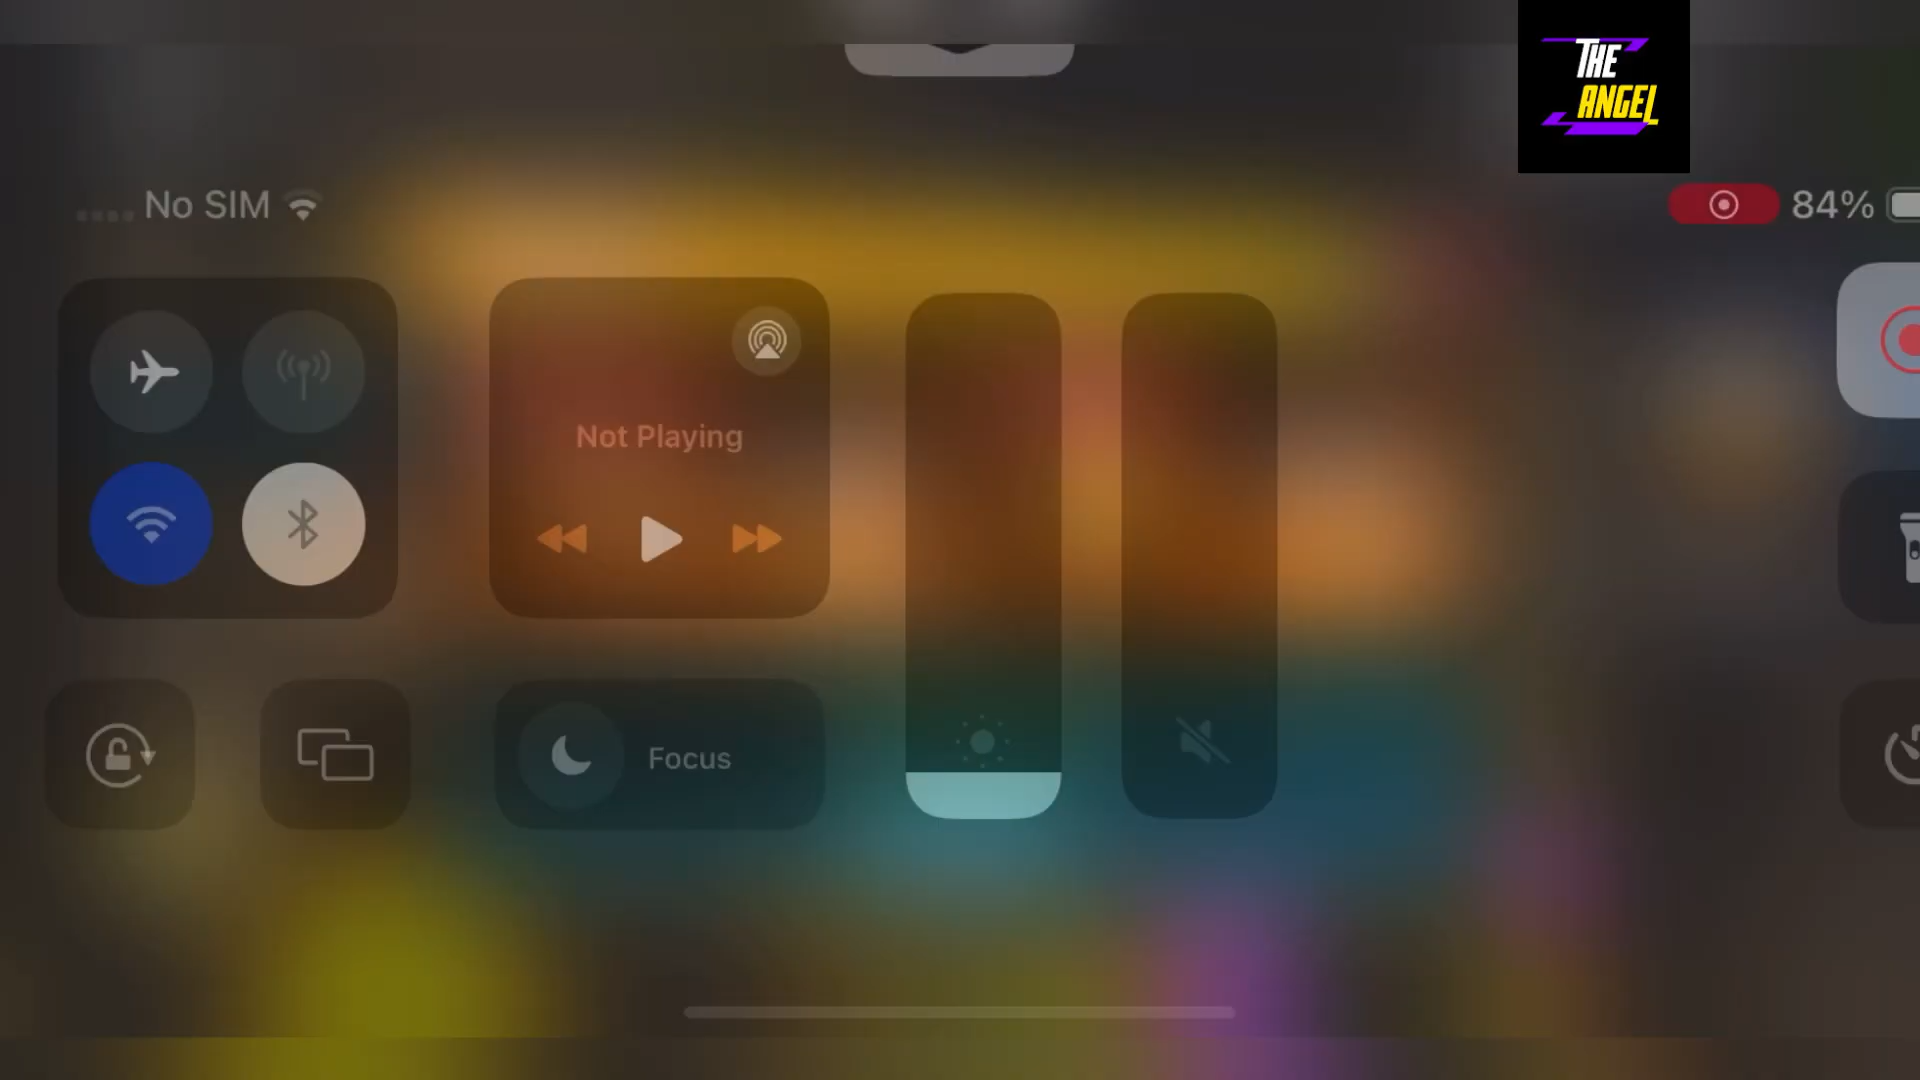 THE
ANGEL
No SIM
84%
Not Playing
Focus